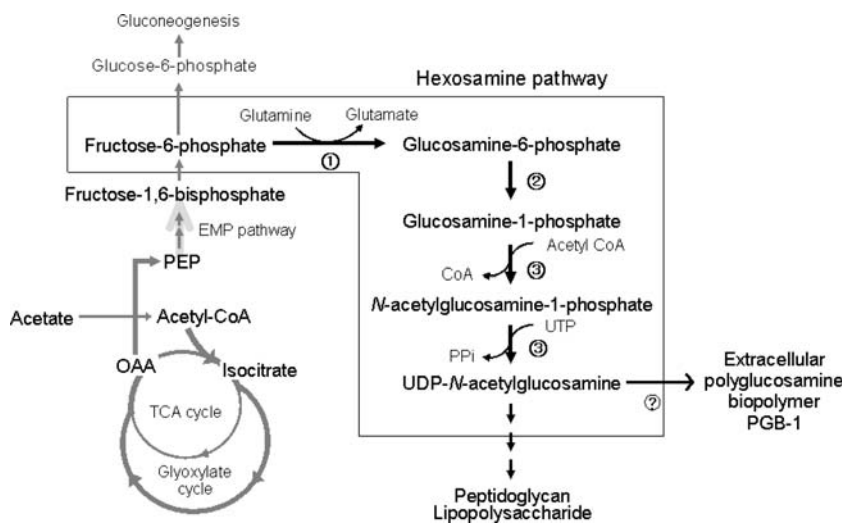 Gluconeogenesis
Glucose-6-phosphate
Hexosamine pathway
Glutamine
Glutamate
Fructose-6-phosphate
①
Glucosamine-6-phosphate
②
Fructose-1,6-bisphosphate
Glucosamine-1-phosphate
EMP pathway
Acetyl CoA
CoA
③
PEP
N-acetylglucosamine-1-phosphate
Acetate
Acetyl-CoA
UTP
PPi
③
OAA
Isocitrate
UDP-N-acetylglucosamine
?
Extracellular
polyglucosamine
biopolymer
PGB-1
TCA cycle
Glyoxylate
cycle
Peptidoglycan
Lipopolysaccharide